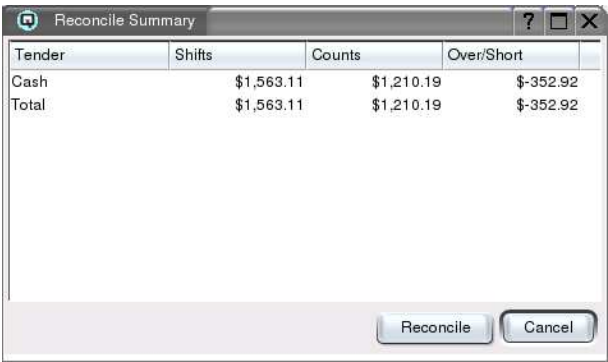 Reconcile Summary ?
Tender Shifts Counts Over/Short
Cash $1,563.11 $1,210.19 $-352.92
Total $1,563.11 $1,210.19 $-352.92
Reconcile Cancel